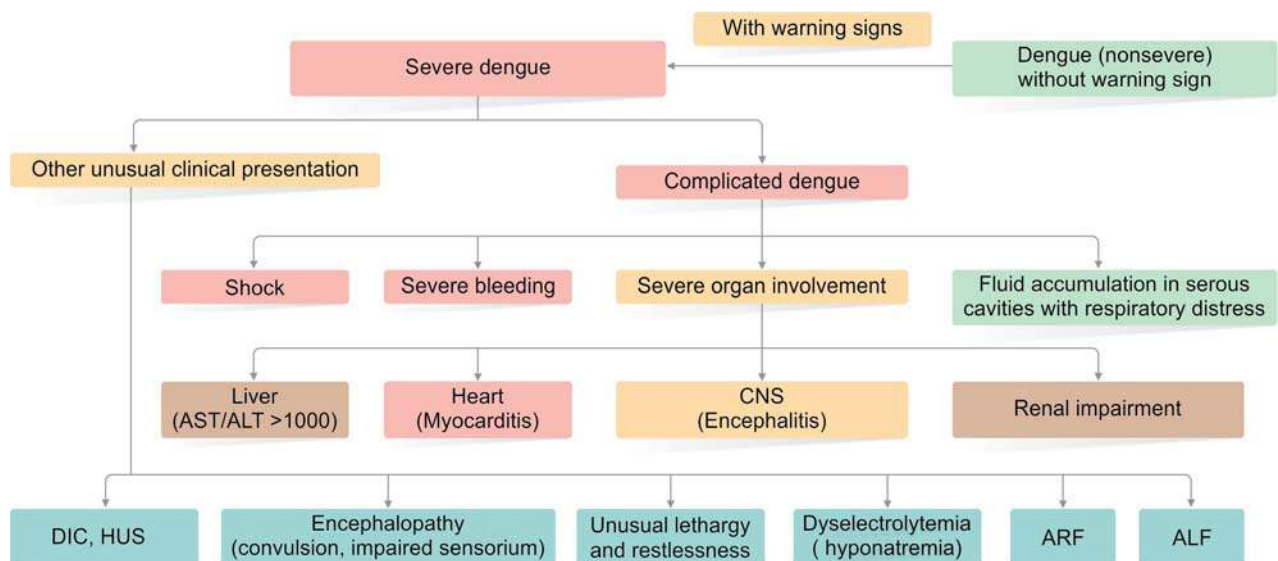 With warning signs
Severe dengue
Dengue (nonsevere)
without warning sign
Other unusual clinical presentation
Complicated dengue
Shock
Severe bleeding
Severe organ involvement
Fluid accumulation in serous
cavities with respiratory distress
Liver
(AST/ALT >1000)
Heart
(Myocarditis)
CNS
(Encephalitis)
Renal impairment
DIC, HUS
Encephalopathy
(convulsion, impaired sensorium)
Unusual lethargy
and restlessness
Dyselectrolytemia
( hyponatremia)
ARF
ALF